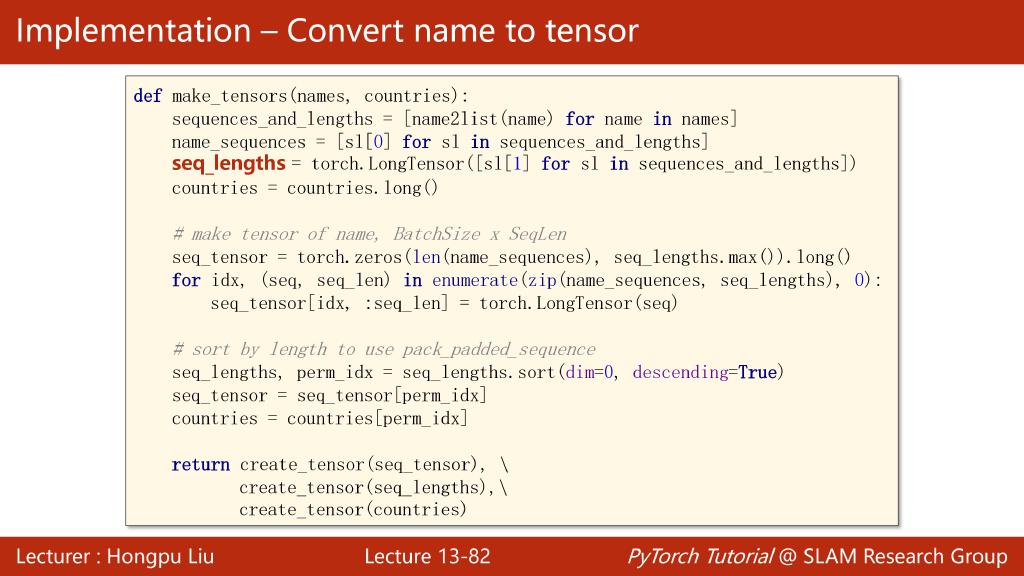 Implementation – Convert name to tensor
def make_tensors(names, countries):
    sequences_and_lengths = [name2list(name) for name in names]
    name_sequences = [sl[0] for sl in sequences_and_lengths]
    seq_lengths = torch.LongTensor([sl[1] for sl in sequences_and_lengths])
    countries = countries.long()
    # make tensor of name, BatchSize x SeqLen
    seq_tensor = torch.zeros(len(name_sequences), seq_lengths.max()).long()
    for idx, (seq, seq_len) in enumerate(zip(name_sequences, seq_lengths), 0):
        seq_tensor[idx, :seq_len] = torch.LongTensor(seq)
    # sort by length to use pack_padded_sequence
    seq_lengths, perm_idx = seq_lengths.sort(dim=0, descending=True)
    seq_tensor = seq_tensor[perm_idx]
    countries = countries[perm_idx]
    return create_tensor(seq_tensor), \
           create_tensor(seq_lengths),\
           create_tensor(countries)
Lecturer : Hongpu Liu Lecture 13-82 PyTorch Tutorial @ SLAM Research Group